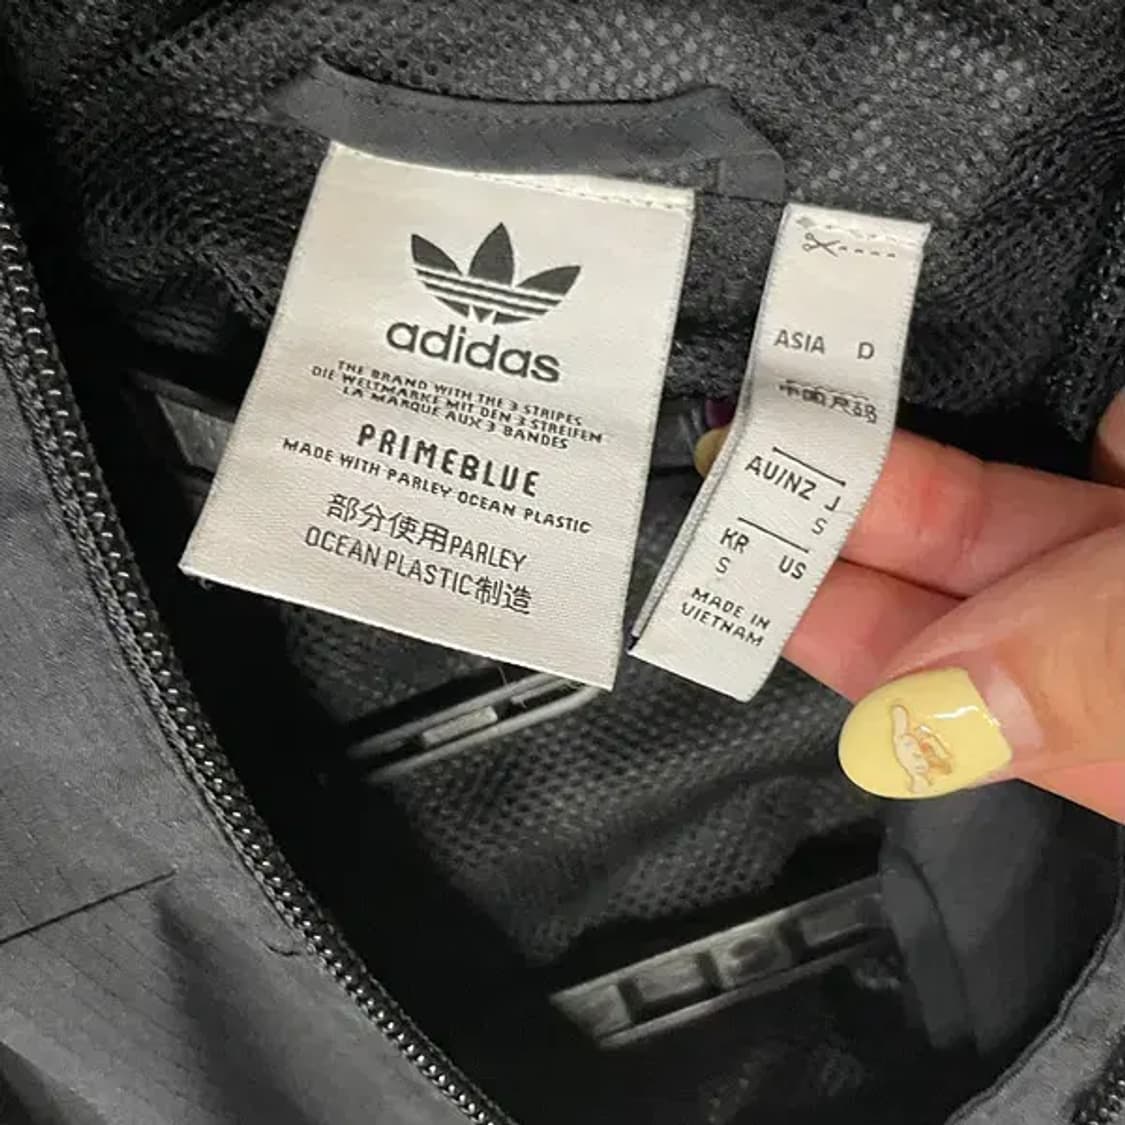 adidas
THE BRAND WITH THE 3 STRIPES
DIE WELTMARKE MIT DEN 3 STREIFEN
LA MARQUE AUX 3 BANDES
PRIMEBLUE
MADE WITH PARLEY OCEAN PLASTIC
部分使用PARLEY
OCEAN PLASTIC制造
ASIA D
AU/NZ J
S
KR US
S
MADE IN
VIETNAM